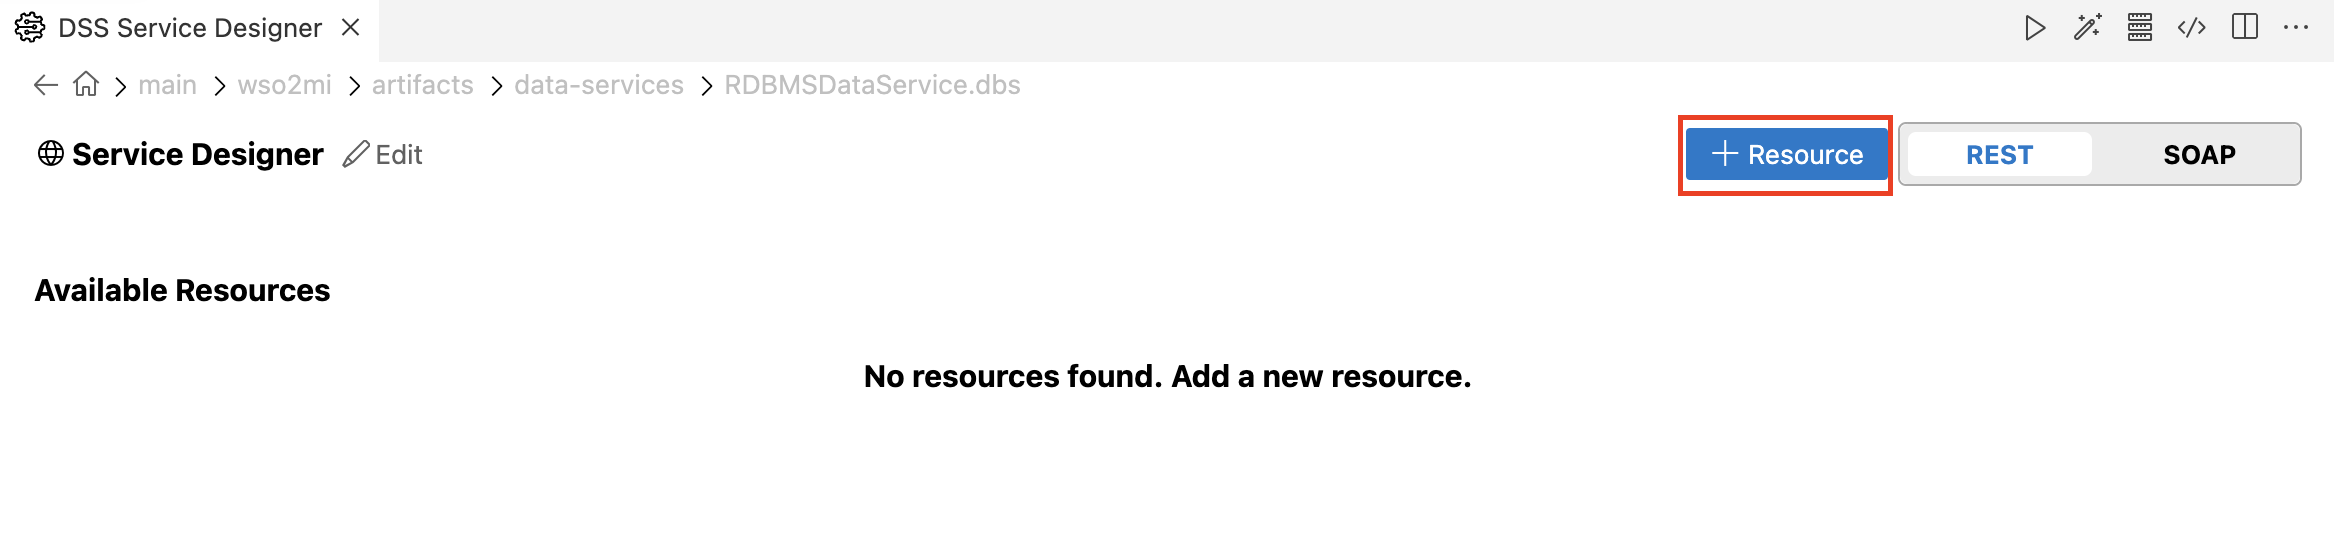 DSS Service Designer
main wso2mi artifacts data-services RDBMSDataService.dbs
Service Designer Edit Resource REST SOAP
Available Resources
No resources found. Add a new resource.